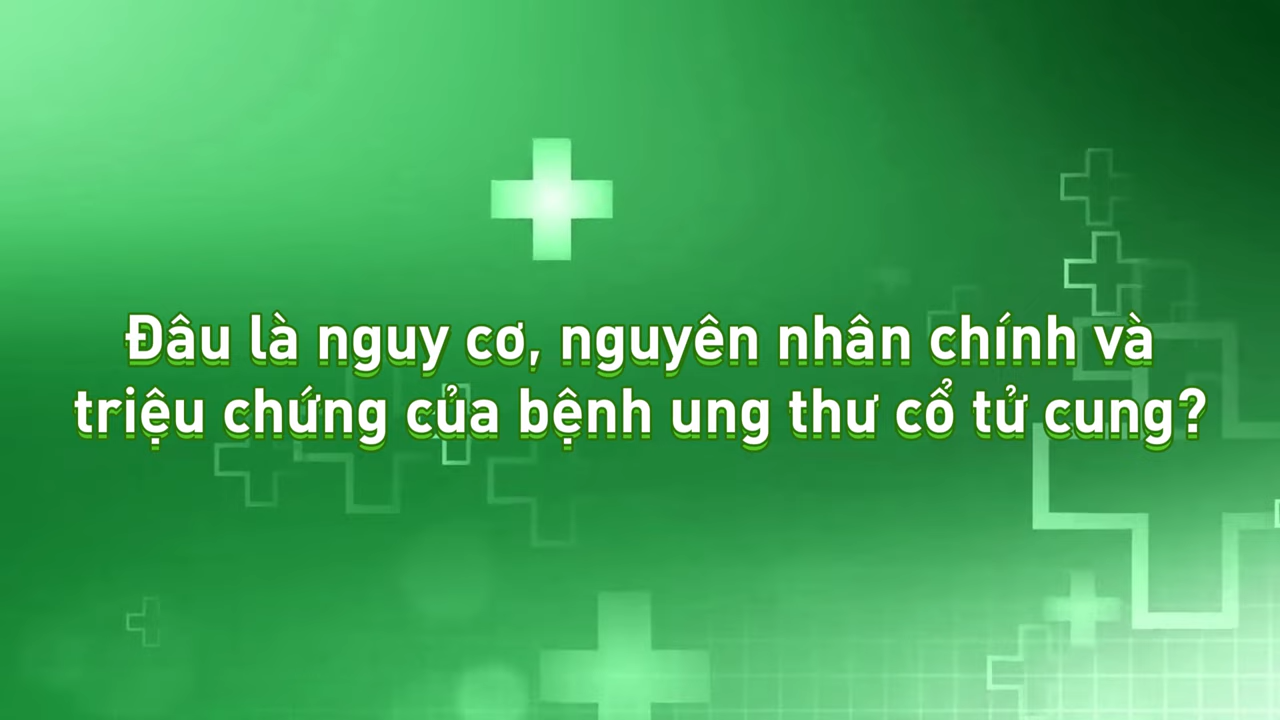 Đâu là nguy cơ, nguyên nhân chính và
triệu chứng của bệnh ung thư cổ tử cung?